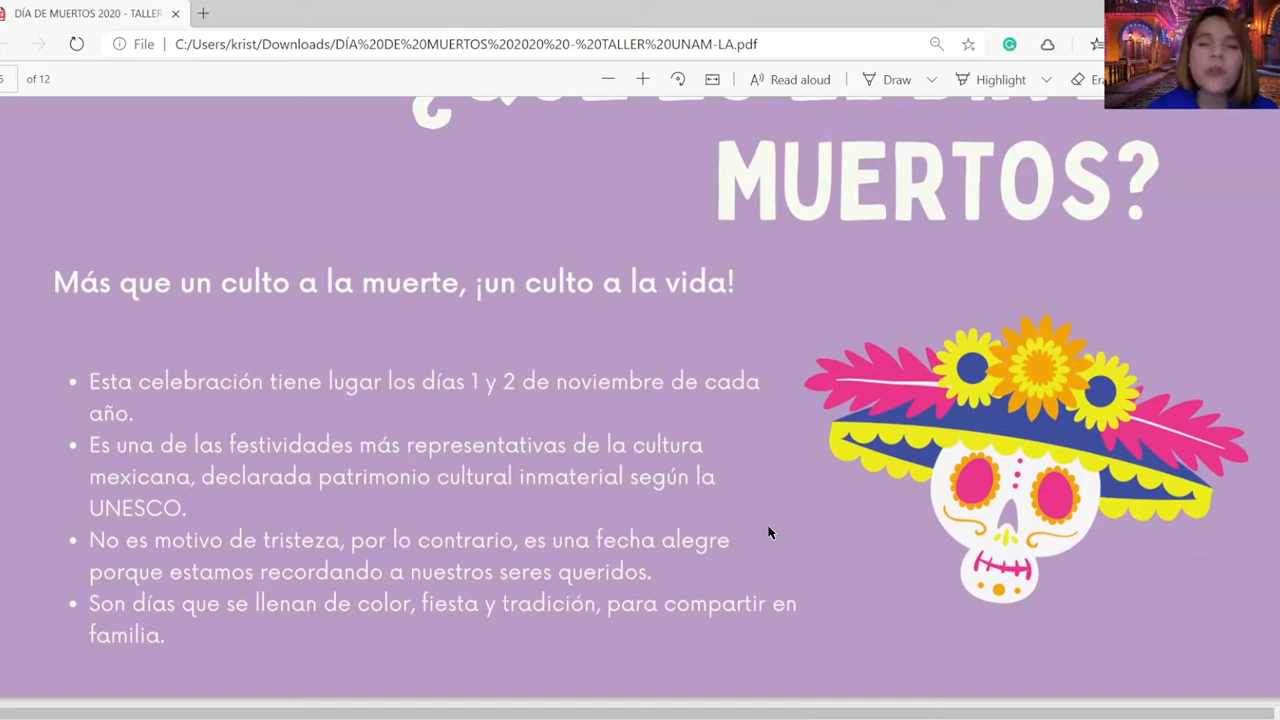 DÍA DE MUERTOS 2020 - TALLER
File C:/Users/krist/Downloads/DÍA%20DE%20MUERTOS%202020%20-%20TALLER%20UNAM-LA.pdf
5 of 12
Read aloud Draw Highlight
MUERTOS?
Más que un culto a la muerte, ¡un culto a la vida!
• Esta celebración tiene lugar los días 1 y 2 de noviembre de cada
año.
• Es una de las festividades más representativas de la cultura
mexicana, declarada patrimonio cultural inmaterial según la
UNESCO.
• No es motivo de tristeza, por lo contrario, es una fecha alegre
porque estamos recordando a nuestros seres queridos.
• Son días que se llenan de color, fiesta y tradición, para compartir en
familia.